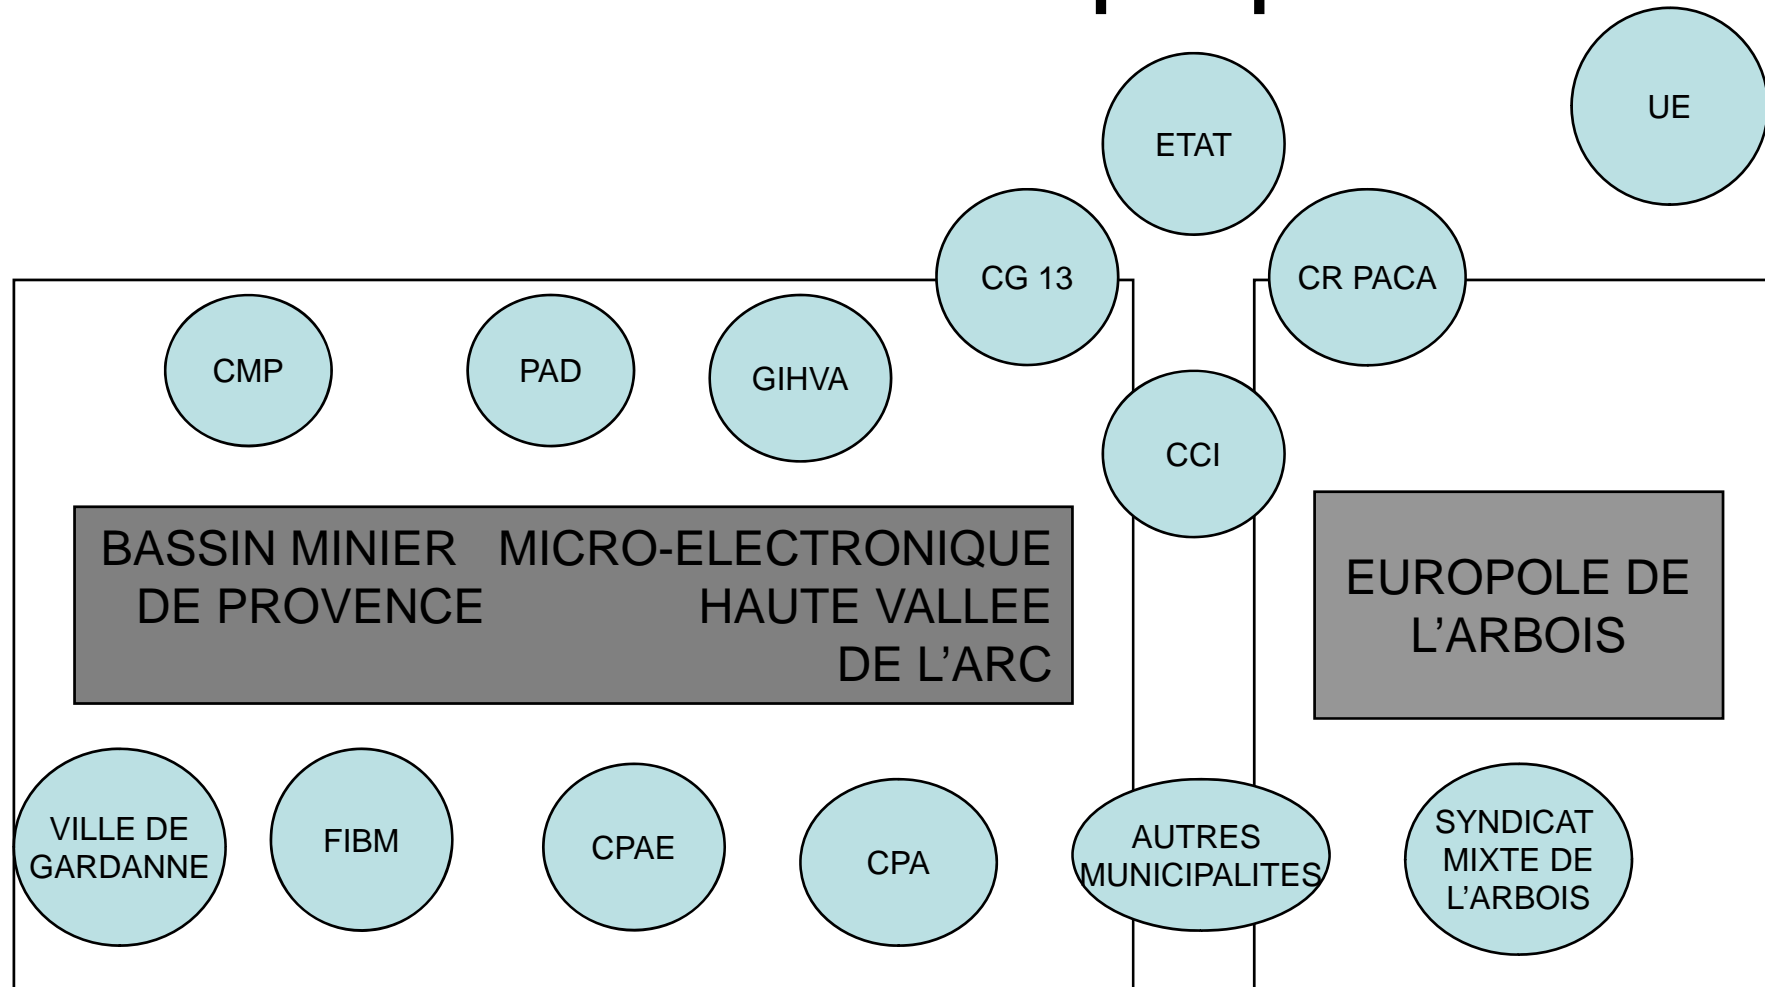 UE
ETAT
CG 13
CR PACA
CMP
PAD
GIHVA
CCI
BASSIN MINIER MICRO-ELECTRONIQUE
DE PROVENCE HAUTE VALLEE
DE L’ARC
EUROPOLE DE
L’ARBOIS
VILLE DE
GARDANNE
FIBM
CPAE
CPA
AUTRES
MUNICIPALITES
SYNDICAT
MIXTE DE
L’ARBOIS